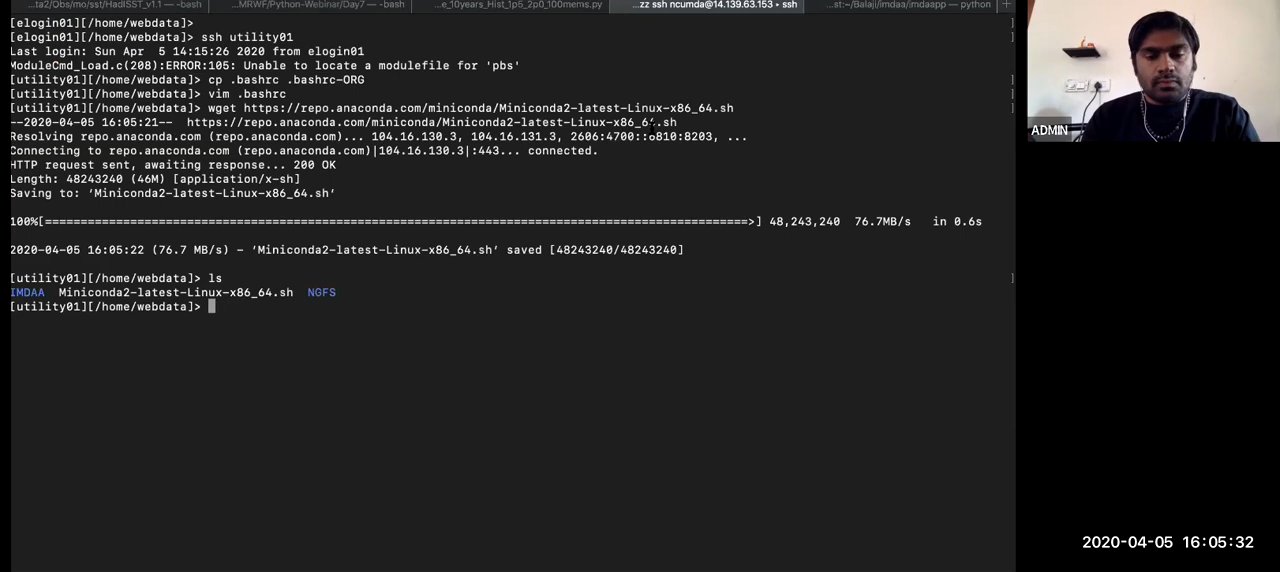 ...ta2/Obs/mo/sst/HadISST_v1.1 — -bash ...MRWF/Python-Webinar/Day7 — -bash ...e_10years_Hist_1p5_2p0_100mems.py ...zz ssh ncumda@14.139.63.153 ▸ ssh ...st:~/Balaji/imdaa/imdaapp — python +
[elogin01][/home/webdata]>
[elogin01][/home/webdata]> ssh utility01
Last login: Sun Apr  5 14:15:26 2020 from elogin01
ModuleCmd_Load.c(208):ERROR:105: Unable to locate a modulefile for 'pbs'
[utility01][/home/webdata]> cp .bashrc .bashrc-ORG
[utility01][/home/webdata]> vim .bashrc
[utility01][/home/webdata]> wget https://repo.anaconda.com/miniconda/Miniconda2-latest-Linux-x86_64.sh
--2020-04-05 16:05:21--  https://repo.anaconda.com/miniconda/Miniconda2-latest-Linux-x86_64.sh
Resolving repo.anaconda.com (repo.anaconda.com)... 104.16.130.3, 104.16.131.3, 2606:4700::6810:8203, ...
Connecting to repo.anaconda.com (repo.anaconda.com)|104.16.130.3|:443... connected.
HTTP request sent, awaiting response... 200 OK
Length: 48243240 (46M) [application/x-sh]
Saving to: ‘Miniconda2-latest-Linux-x86_64.sh’
100%[===================================================================================================>] 48,243,240  76.7MB/s   in 0.6s
2020-04-05 16:05:22 (76.7 MB/s) - ‘Miniconda2-latest-Linux-x86_64.sh’ saved [48243240/48243240]
[utility01][/home/webdata]> ls
IMDAA  Miniconda2-latest-Linux-x86_64.sh  NGFS
[utility01][/home/webdata]>
ADMIN
2020-04-05 16:05:32